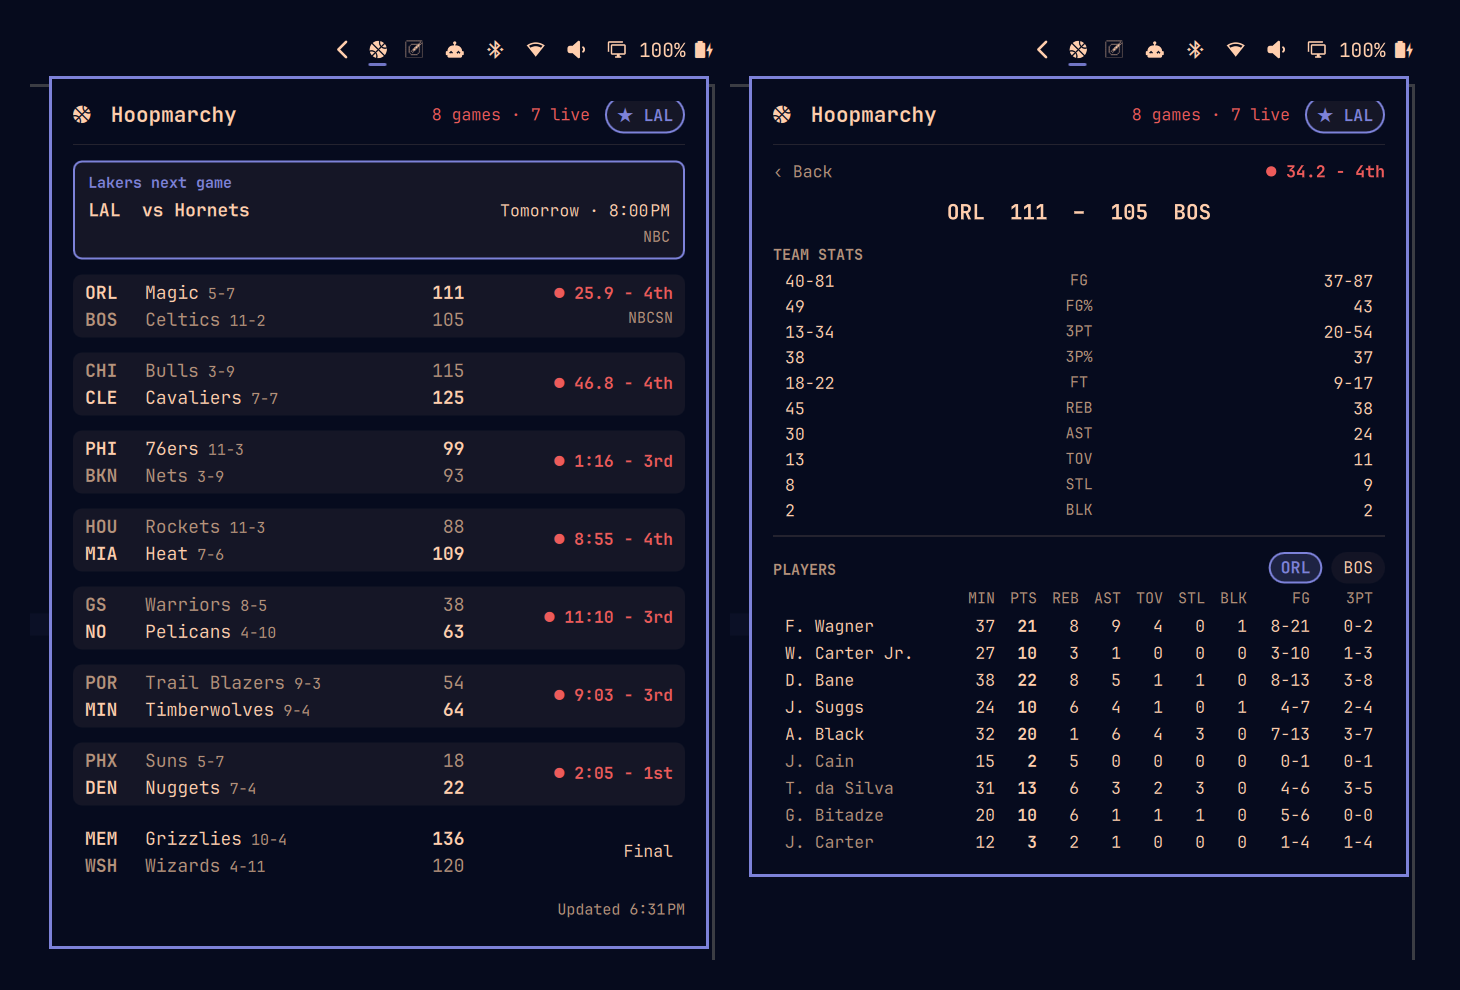 100%
Hoopmarchy 8 games · 7 live ★ LAL
Lakers next game
LAL vs Hornets Tomorrow · 8:00PM
NBC
ORL Magic 5-7 111 ● 25.9 - 4th
BOS Celtics 11-2 105 NBCSN
CHI Bulls 3-9 115
● 46.8 - 4th
CLE Cavaliers 7-7 125
PHI 76ers 11-3 99
● 1:16 - 3rd
BKN Nets 3-9 93
HOU Rockets 11-3 88
● 8:55 - 4th
MIA Heat 7-6 109
GS Warriors 8-5 38
● 11:10 - 3rd
NO Pelicans 4-10 63
POR Trail Blazers 9-3 54
● 9:03 - 3rd
MIN Timberwolves 9-4 64
PHX Suns 5-7 18
● 2:05 - 1st
DEN Nuggets 7-4 22
MEM Grizzlies 10-4 136
Final
WSH Wizards 4-11 120
Updated 6:31PM
100%
Hoopmarchy 8 games · 7 live ★ LAL
‹ Back ● 34.2 - 4th
ORL 111 – 105 BOS
TEAM STATS
40-81 FG 37-87
49 FG% 43
13-34 3PT 20-54
38 3P% 37
18-22 FT 9-17
45 REB 38
30 AST 24
13 TOV 11
8 STL 9
2 BLK 2
PLAYERS ORL BOS
MIN PTS REB AST TOV STL BLK FG 3PT
F. Wagner 37 21 8 9 4 0 1 8-21 0-2
W. Carter Jr. 27 10 3 1 0 0 0 3-10 1-3
D. Bane 38 22 8 5 1 1 0 8-13 3-8
J. Suggs 24 10 6 4 1 0 1 4-7 2-4
A. Black 32 20 1 6 4 3 0 7-13 3-7
J. Cain 15 2 5 0 0 0 0 0-1 0-1
T. da Silva 31 13 6 3 2 3 0 4-6 3-5
G. Bitadze 20 10 6 1 1 1 0 5-6 0-0
J. Carter 12 3 2 1 0 0 0 1-4 1-4